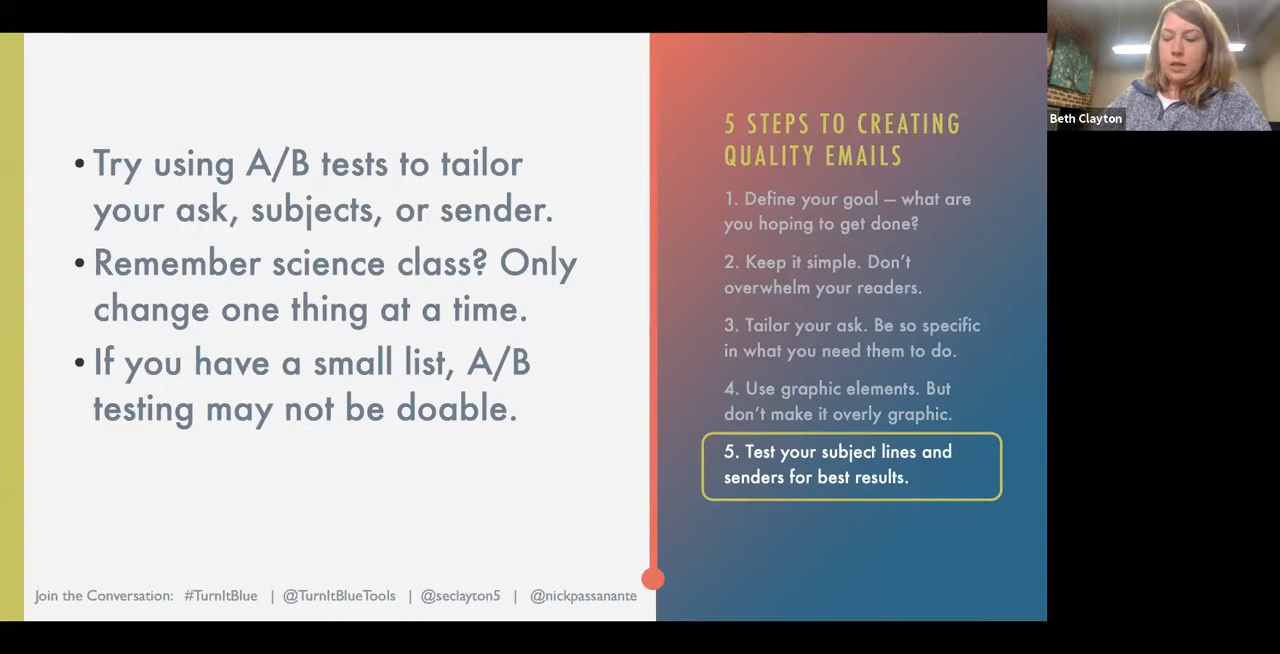 • Try using A/B tests to tailor
your ask, subjects, or sender.
• Remember science class? Only
change one thing at a time.
• If you have a small list, A/B
testing may not be doable.
5 STEPS TO CREATING
QUALITY EMAILS
1. Define your goal – what are
you hoping to get done?
2. Keep it simple. Don't
overwhelm your readers.
3. Tailor your ask. Be so specific
in what you need them to do.
4. Use graphic elements. But
don't make it overly graphic.
5. Test your subject lines and
senders for best results.
Join the Conversation: #TurnItBlue | @TurnItBlueTools | @seclayton5 | @nickpassanante
Beth Clayton